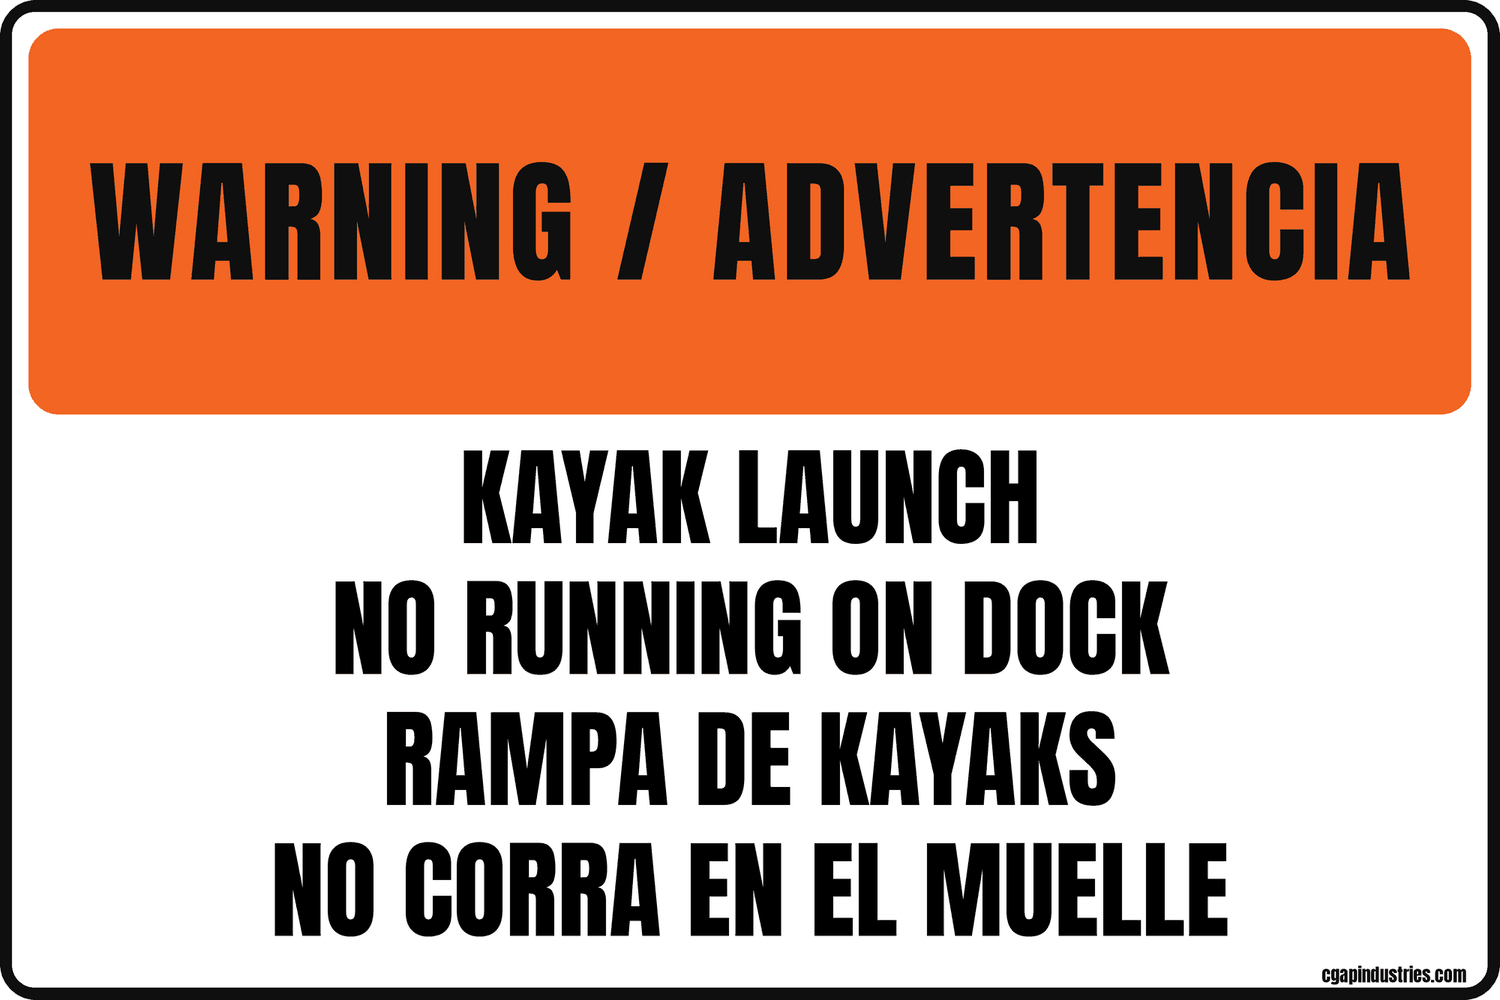 WARNING / ADVERTENCIA
KAYAK LAUNCH
NO RUNNING ON DOCK
RAMPA DE KAYAKS
NO CORRA EN EL MUELLE
cgapindustries.com